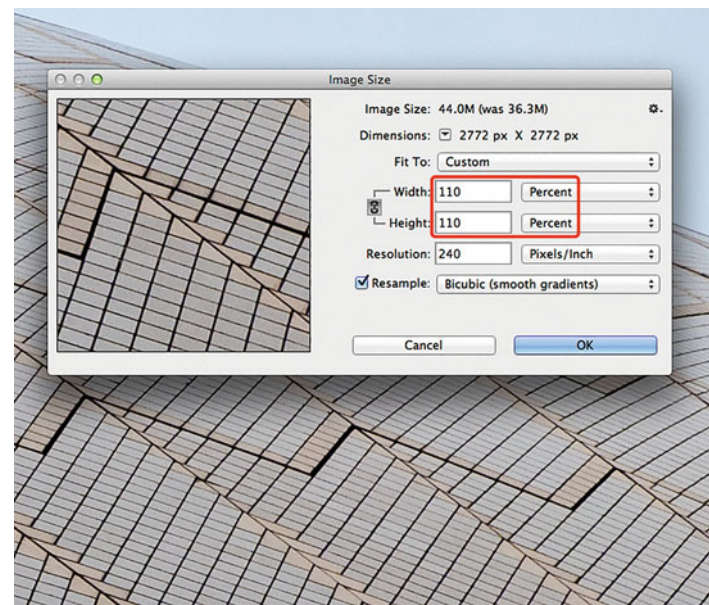 Image Size
Image Size: 44.0M (was 36.3M)
Dimensions: 2772 px X 2772 px
Fit To: Custom
Width: 110 Percent
Height: 110 Percent
Resolution: 240 Pixels/Inch
Resample: Bicubic (smooth gradients)
Cancel OK